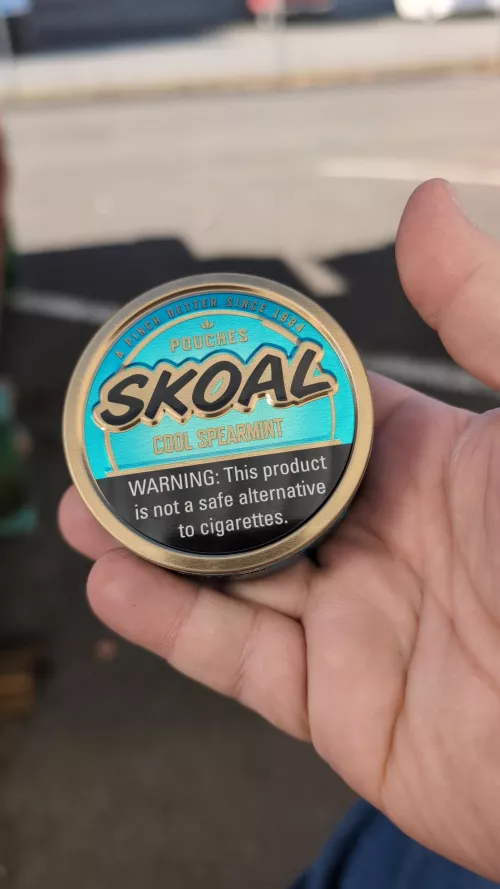 A PINCH BETTER SINCE 1934
POUCHES
SKOAL
COOL SPEARMINT
WARNING: This product
is not a safe alternative
to cigarettes.